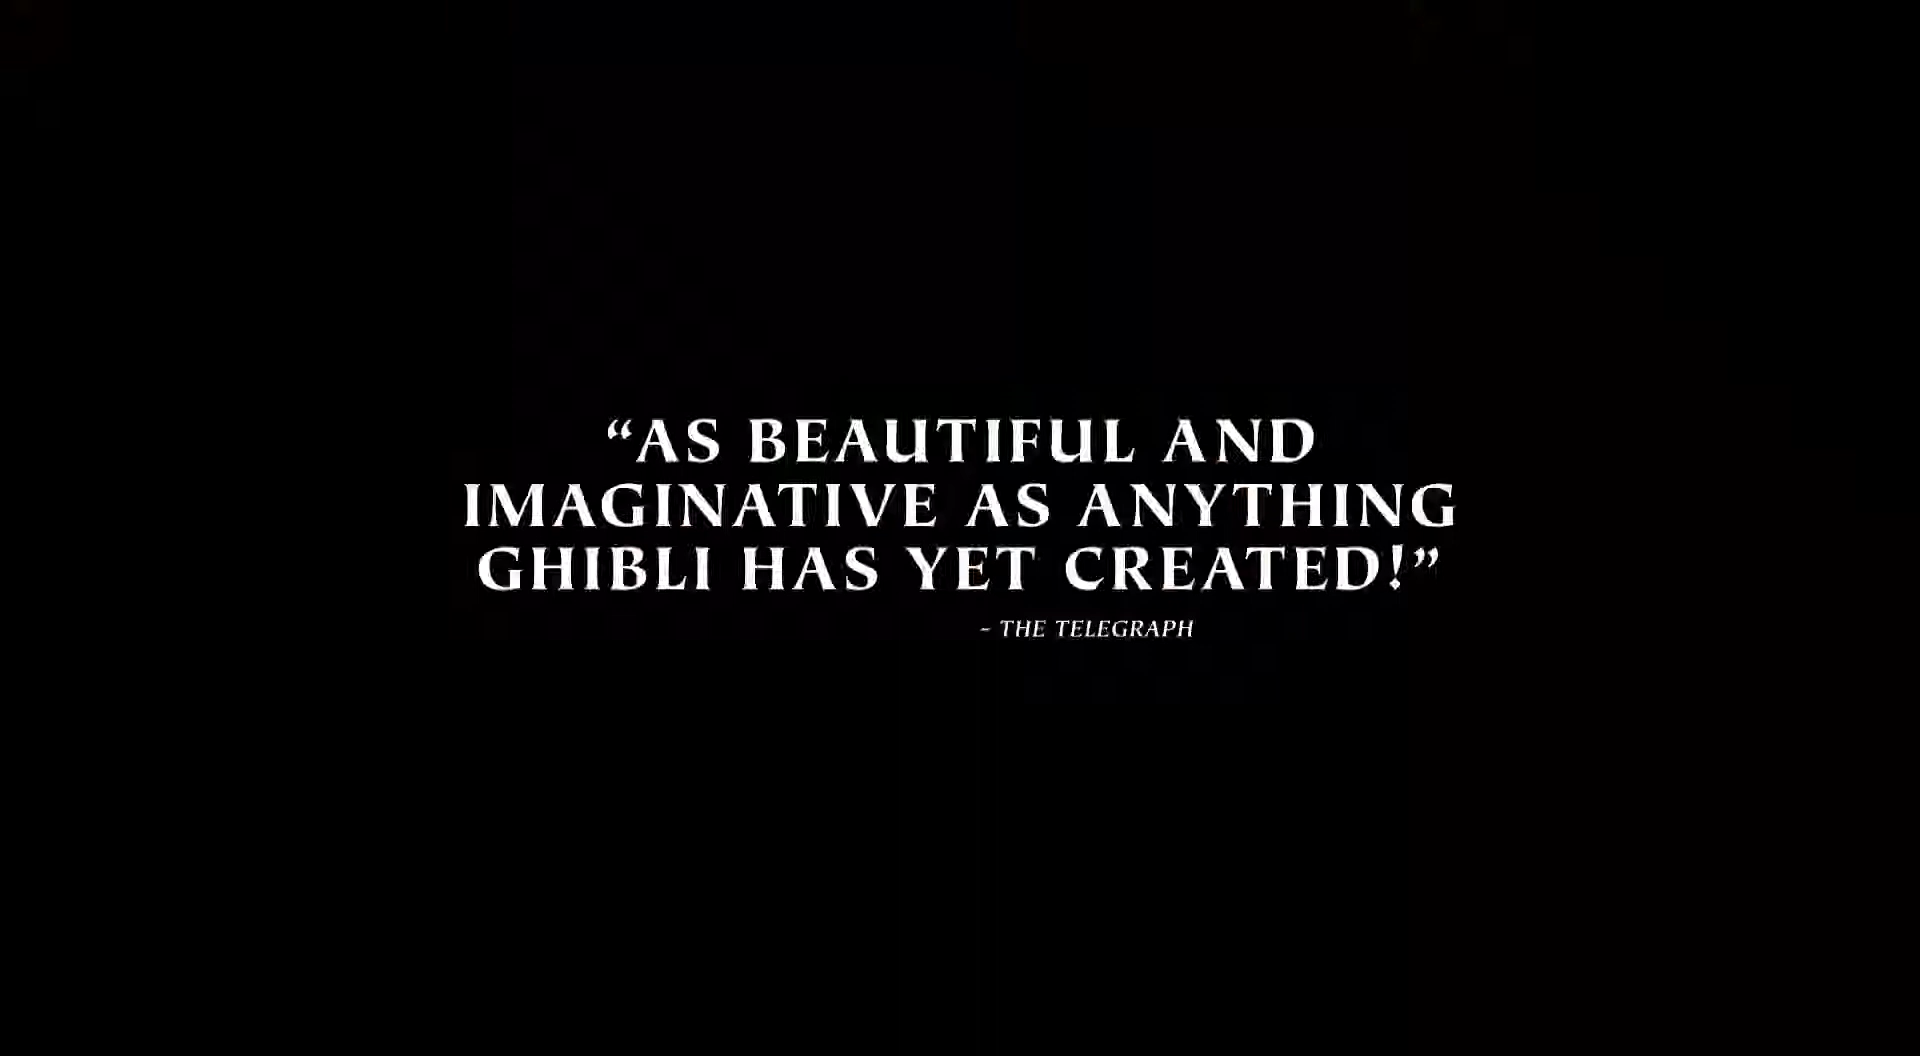 “AS BEAUTIFUL AND
IMAGINATIVE AS ANYTHING
GHIBLI HAS YET CREATED!”
- THE TELEGRAPH